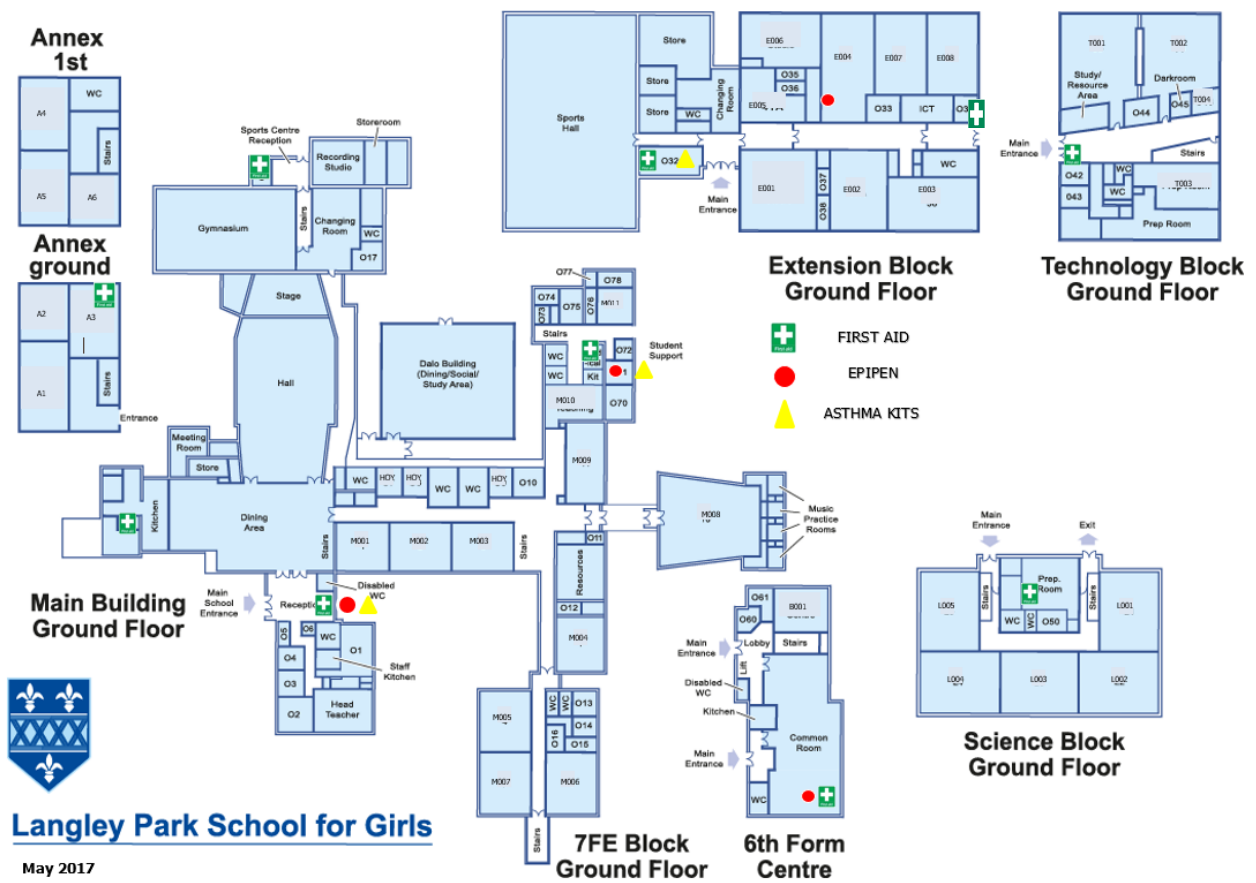 Annex
1st
A4
WC
Stairs
A5
A6
Annex
ground
A2
A3
A1
Stairs
Entrance
Sports Centre
Reception
Storeroom
Recording
Studio
Gymnasium
Stairs
Changing
Room
WC
O17
Stage
Hall
Dalo Building
(Dining/Social/
Study Area)
Meeting
Room
Store
Kitchen
Dining
Area
WC
WC
WC
O10
Stairs
M001
M002
M003
Stairs
Main
School
Entrance
Reception
Disabled
WC
O5
O6
WC
O1
O4
O3
Staff
Kitchen
O2
Head
Teacher
Main Building
Ground Floor
Sports
Hall
Store
Store
Store
WC
Changing
Room
O32
Main
Entrance
E006
O35
O36
E005
E004
E007
E008
O33
ICT
E001
O37
O38
E002
E003
WC
Extension Block
Ground Floor
T001
T002
Study/
Resource
Area
Darkroom
O44
O45
T004
Main
Entrance
Stairs
O42
043
WC
WC
T003
Prep Room
Technology Block
Ground Floor
FIRST AID
EPIPEN
ASTHMA KITS
O77
O78
O74
O73
O75
O76
M011
Stairs
WC
WC
Kit
O72
Student
Support
M010
O70
M009
O11
Resources
O12
M004
M008
Music
Practice
Rooms
M005
M007
WC
WC
O13
O14
O16
O15
M006
Stairs
7FE Block
Ground Floor
O61
O60
B001
Main
Entrance
Lobby
Stairs
Lift
Disabled
WC
Kitchen
Common
Room
Main
Entrance
WC
6th Form
Centre
Main
Entrance
Exit
L005
Stairs
Prep.
Room
Stairs
L001
WC
WC
O50
L004
L003
L002
Science Block
Ground Floor
Langley Park School for Girls
May 2017